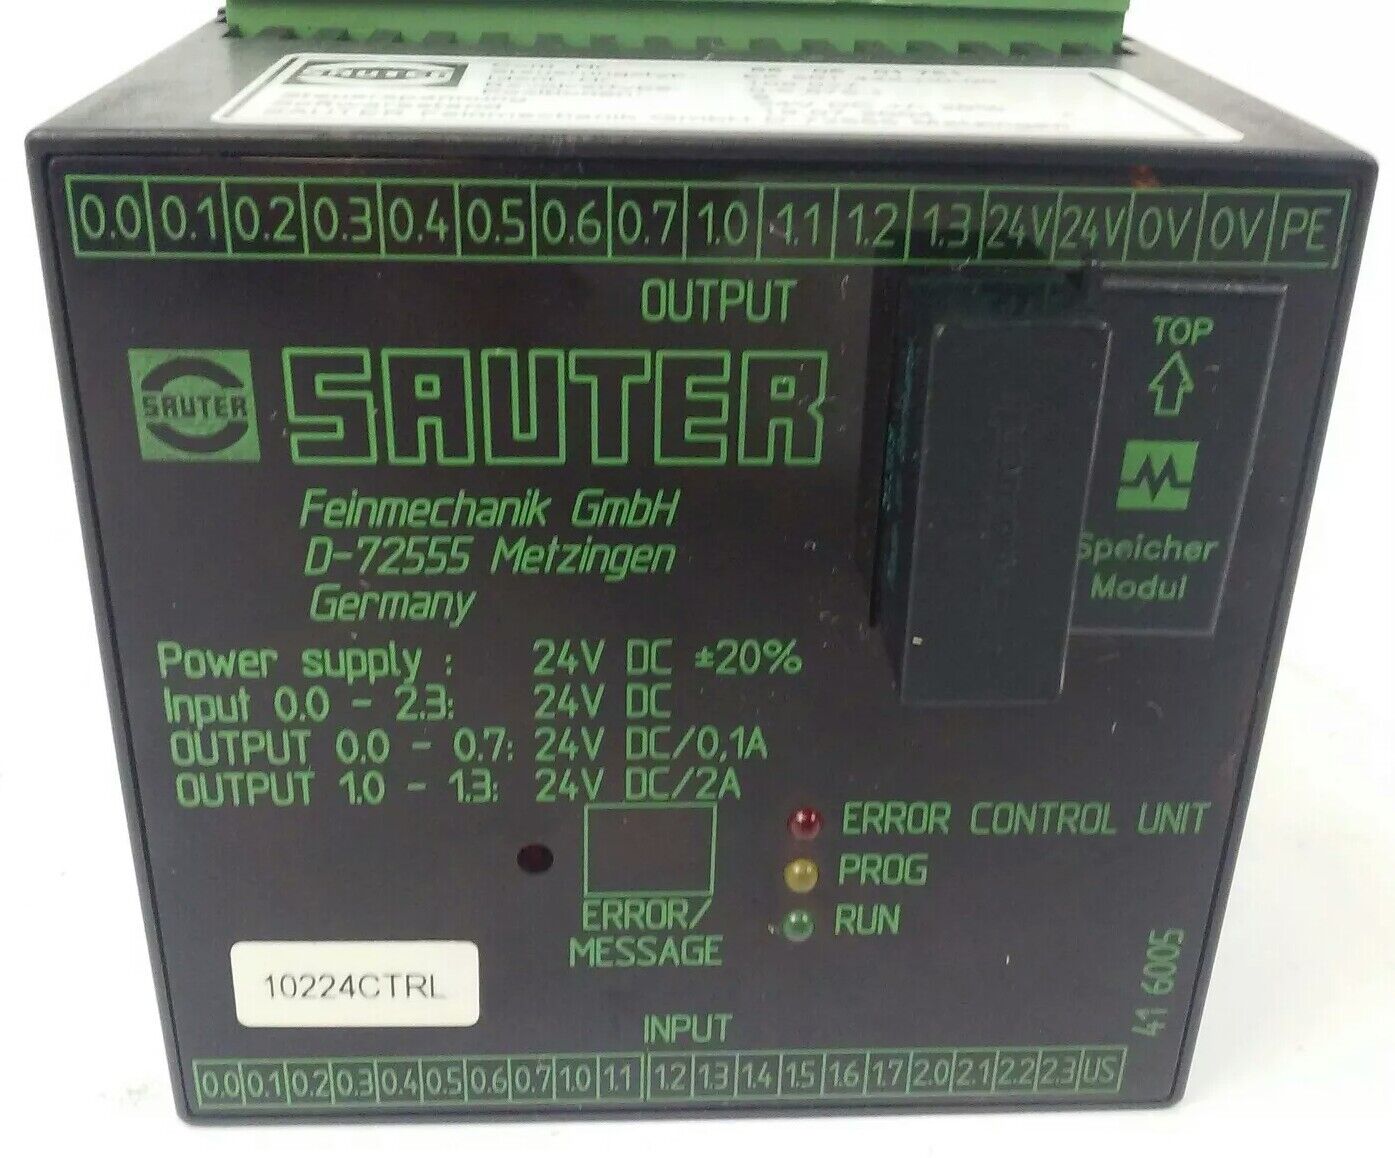 SAUTER
SAUTER Feinmechanik GmbH
0.0 0.1 0.2 0.3 0.4 0.5 0.6 0.7 1.0 1.1 1.2 1.3 24V 24V 0V 0V PE
OUTPUT
TOP
SAUTER
SAUTER
Feinmechanik GmbH
D-72555 Metzingen
Germany
Speicher
Modul
Power supply : 24V DC ±20%
Input 0.0 - 2.3: 24V DC
OUTPUT 0.0 - 0.7: 24V DC/0,1A
OUTPUT 1.0 - 1.3: 24V DC/2A
ERROR CONTROL UNIT
PROG
RUN
ERROR/
MESSAGE
10224CTRL
41 6005
INPUT
0.0 0.1 0.2 0.3 0.4 0.5 0.6 0.7 1.0 1.1 1.2 1.3 1.4 1.5 1.6 1.7 2.0 2.1 2.2 2.3 US